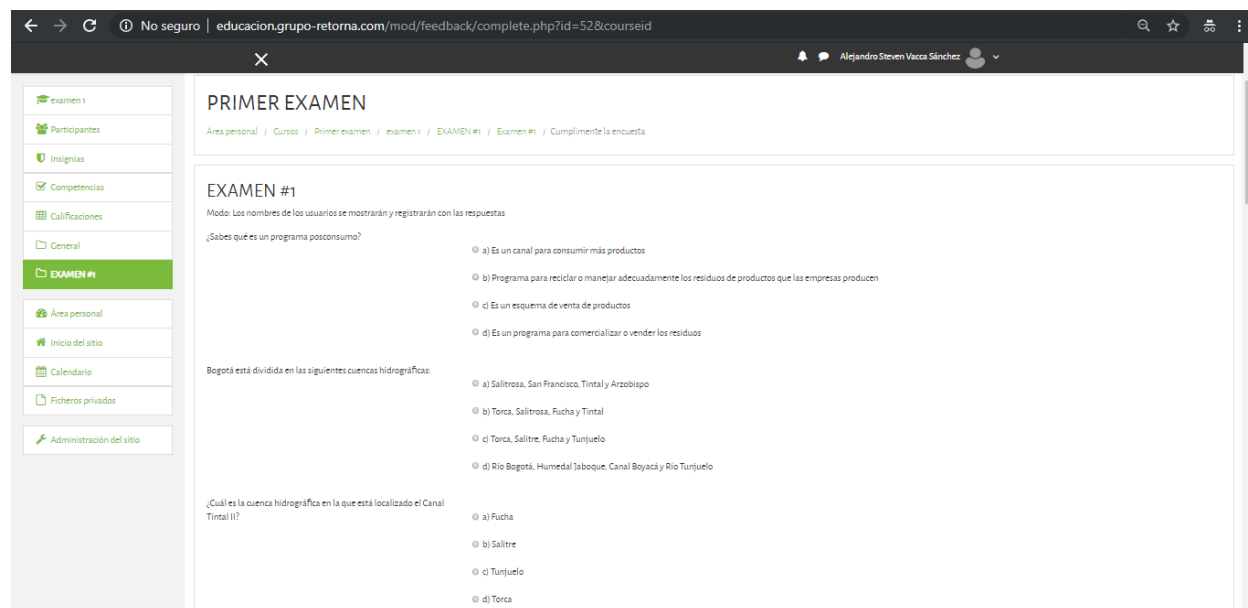 No seguro | educacion.grupo-retorna.com/mod/feedback/complete.php?id=52&courseid
Alejandro Steven Vacca Sánchez
examen 1
Participantes
Insignias
Competencias
Calificaciones
General
EXAMEN #1
Área personal
Inicio del sitio
Calendario
Ficheros privados
Administración del sitio
PRIMER EXAMEN
Área personal / Cursos / Primer examen / examen 1 / EXAMEN #1 / Examen #1 / Cumplimente la encuesta
EXAMEN #1
Modo: Los nombres de los usuarios se mostrarán y registrarán con las respuestas
¿Sabes qué es un programa posconsumo?
a) Es un canal para consumir más productos
b) Programa para reciclar o manejar adecuadamente los residuos de productos que las empresas producen
c) Es un esquema de venta de productos
d) Es un programa para comercializar o vender los residuos
Bogotá está dividida en las siguientes cuencas hidrográficas:
a) Salitrosa, San Francisco, Tintal y Arzobispo
b) Torca, Salitrosa, Fucha y Tintal
c) Torca, Salitre, Fucha y Tunjuelo
d) Río Bogotá, Humedal Jaboque, Canal Boyacá y Río Tunjuelo
¿Cuál es la cuenca hidrográfica en la que está localizado el Canal
Tintal II?
a) Fucha
b) Salitre
c) Tunjuelo
d) Torca